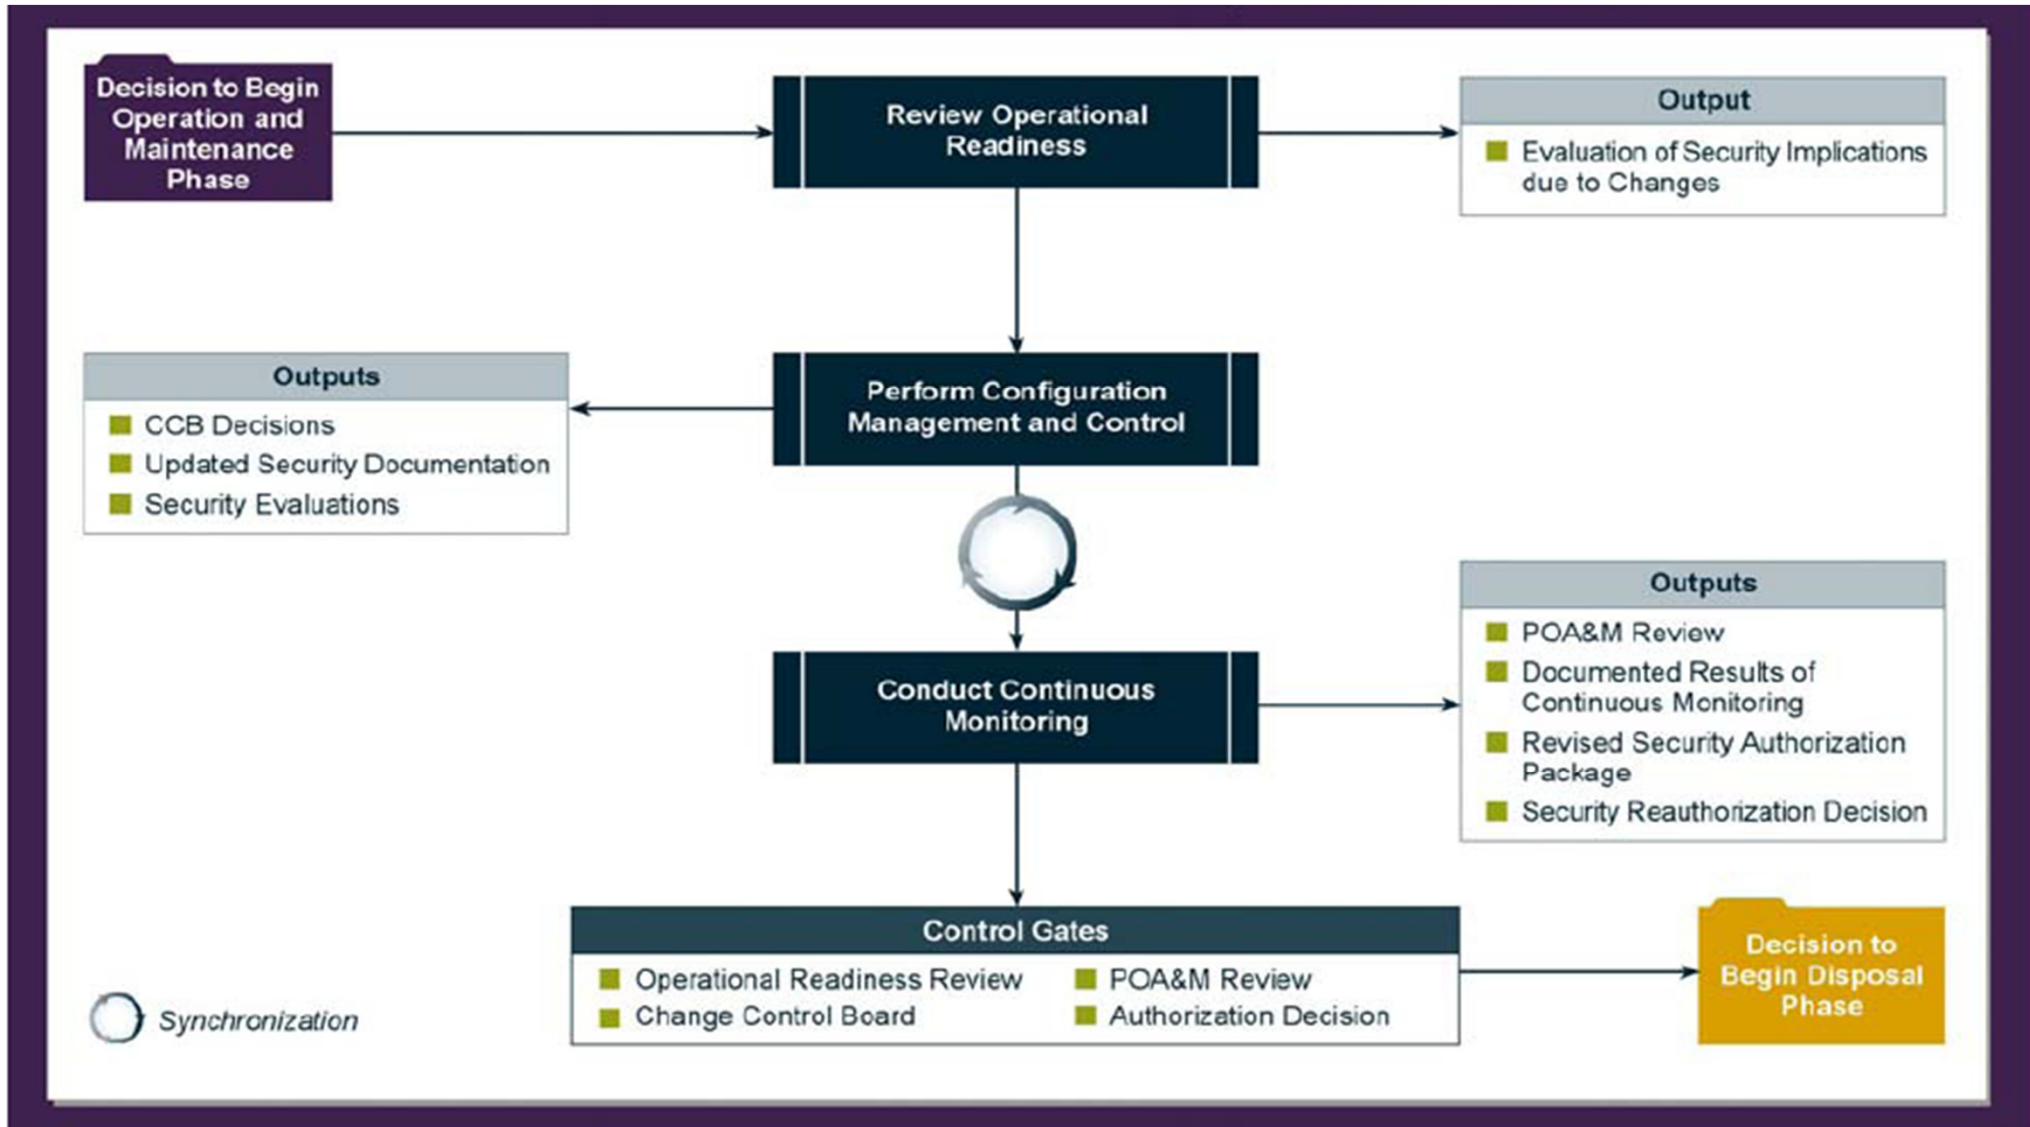 Decision to Begin
Operation and
Maintenance
Phase
Review Operational
Readiness
Output
Evaluation of Security Implications
due to Changes
Outputs
CCB Decisions
Updated Security Documentation
Security Evaluations
Perform Configuration
Management and Control
Conduct Continuous
Monitoring
Outputs
POA&M Review
Documented Results of
Continuous Monitoring
Revised Security Authorization
Package
Security Reauthorization Decision
Control Gates
Operational Readiness Review
Change Control Board
POA&M Review
Authorization Decision
Decision to
Begin Disposal
Phase
Synchronization